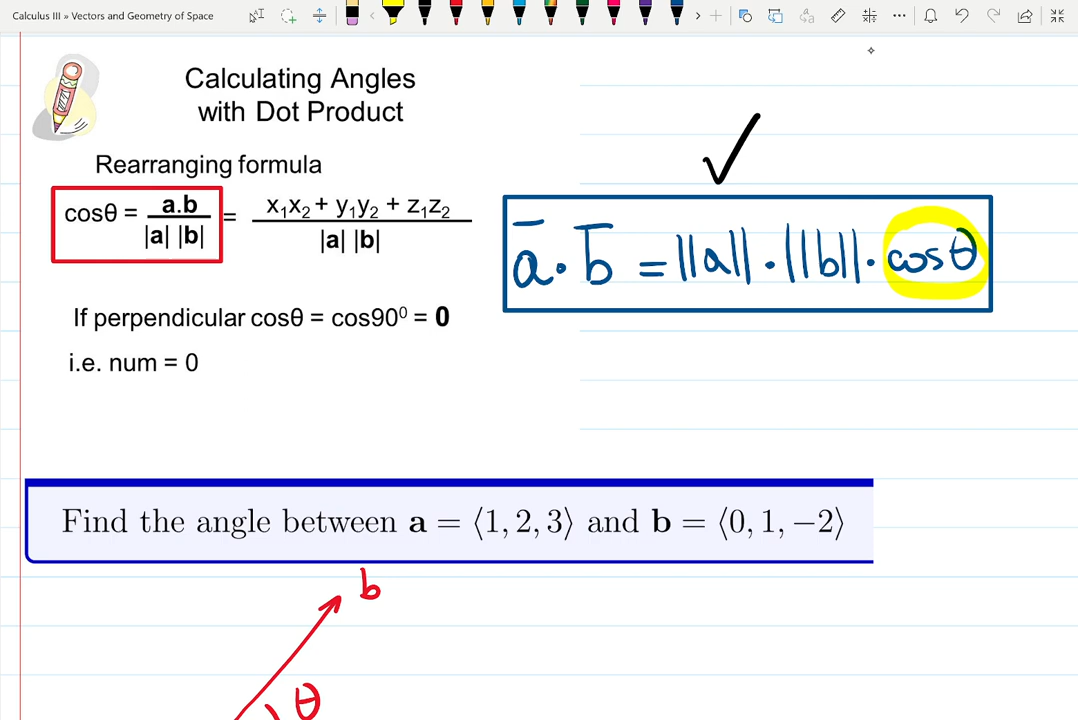 Calculus III » Vectors and Geometry of Space
Calculating Angles
with Dot Product
Rearranging formula
cosθ = a.b / |a| |b| = x₁x₂ + y₁y₂ + z₁z₂ / |a| |b|
a̅ · b̅ = ||a|| · ||b|| · cosθ
If perpendicular cosθ = cos90⁰ = 0
i.e. num = 0
Find the angle between a = ⟨1, 2, 3⟩ and b = ⟨0, 1, −2⟩
b
θ